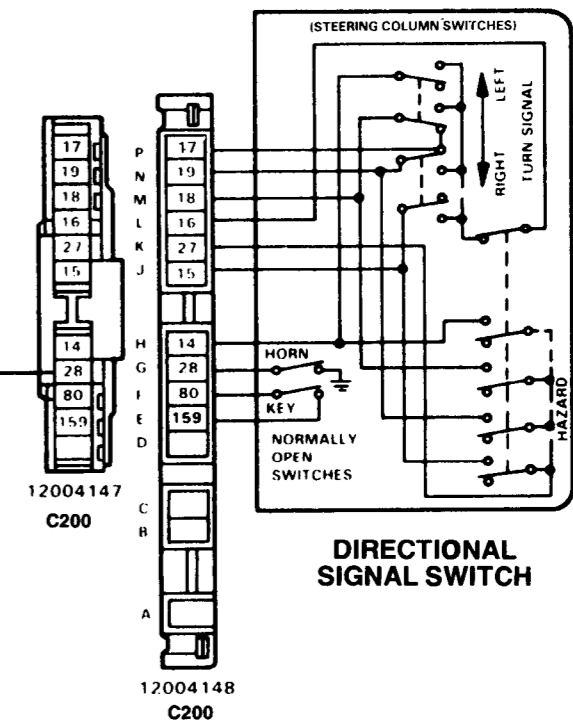 (STEERING COLUMN SWITCHES)
LEFT
RIGHT
TURN SIGNAL
17
19
18
16
27
15
14
28
80
159
12004147
C200
P 17
N 19
M 18
L 16
K 27
J 15
H 14
G 28
F 80
E 159
D
C
B
A
12004148
C200
HORN
KEY
NORMALLY
OPEN
SWITCHES
HAZARD
DIRECTIONAL
SIGNAL SWITCH